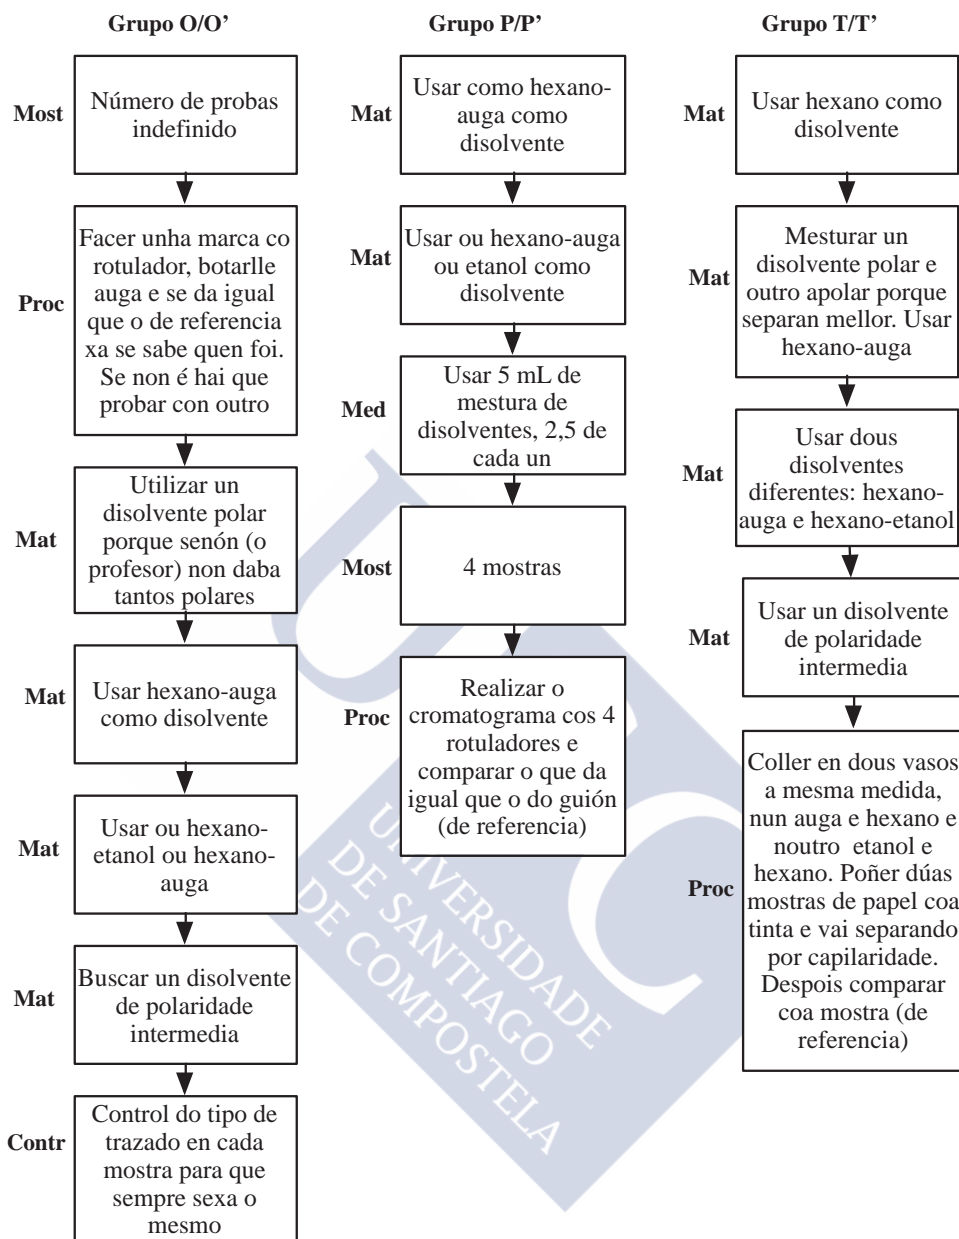 Grupo O/O’
Most
Número de probas
indefinido
Proc
Facer unha marca co
rotulador, botarlle
auga e se da igual
que o de referencia
xa se sabe quen foi.
Se non é hai que
probar con outro
Mat
Utilizar un
disolvente polar
porque senón (o
profesor) non daba
tantos polares
Mat
Usar hexano-auga
como disolvente
Mat
Usar ou hexano-
etanol ou hexano-
auga
Mat
Buscar un disolvente
de polaridade
intermedia
Contr
Control do tipo de
trazado en cada
mostra para que
sempre sexa o
mesmo
Grupo P/P’
Mat
Usar como hexano-
auga como
disolvente
Mat
Usar ou hexano-auga
ou etanol como
disolvente
Med
Usar 5 mL de
mestura de
disolventes, 2,5 de
cada un
Most
4 mostras
Proc
Realizar o
cromatograma cos 4
rotuladores e
comparar o que da
igual que o do guión
(de referencia)
Grupo T/T’
Mat
Usar hexano como
disolvente
Mat
Mesturar un
disolvente polar e
outro apolar porque
separan mellor. Usar
hexano-auga
Mat
Usar dous
disolventes
diferentes: hexano-
auga e hexano-etanol
Mat
Usar un disolvente
de polaridade
intermedia
Proc
Coller en dous vasos
a mesma medida,
nun auga e hexano e
noutro etanol e
hexano. Poñer dúas
mostras de papel coa
tinta e vai separando
por capilaridade.
Despois comparar
coa mostra (de
referencia)
USC
UNIVERSIDADE
DE SANTIAGO
DE COMPOSTELA